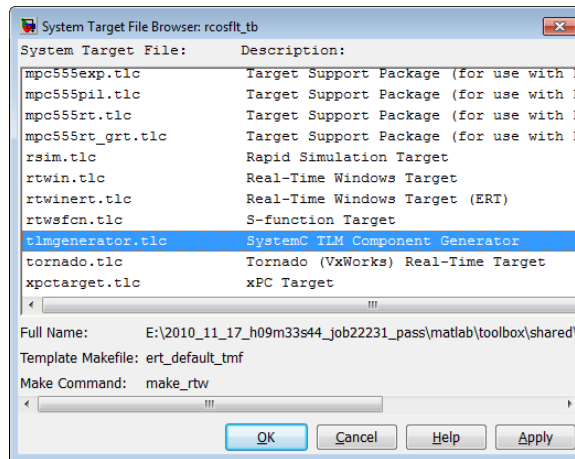 System Target File Browser: rcosflt_tb
System Target File: Description:
mpc555exp.tlc Target Support Package (for use with
mpc555pil.tlc Target Support Package (for use with
mpc555rt.tlc Target Support Package (for use with
mpc555rt_grt.tlc Target Support Package (for use with
rsim.tlc Rapid Simulation Target
rtwin.tlc Real-Time Windows Target
rtwinert.tlc Real-Time Windows Target (ERT)
rtwsfcn.tlc S-function Target
tlmgenerator.tlc SystemC TLM Component Generator
tornado.tlc Tornado (VxWorks) Real-Time Target
xpctarget.tlc xPC Target
Full Name: E:\2010_11_17_h09m33s44_job22231_pass\matlab\toolbox\shared\
Template Makefile: ert_default_tmf
Make Command: make_rtw
OK Cancel Help Apply